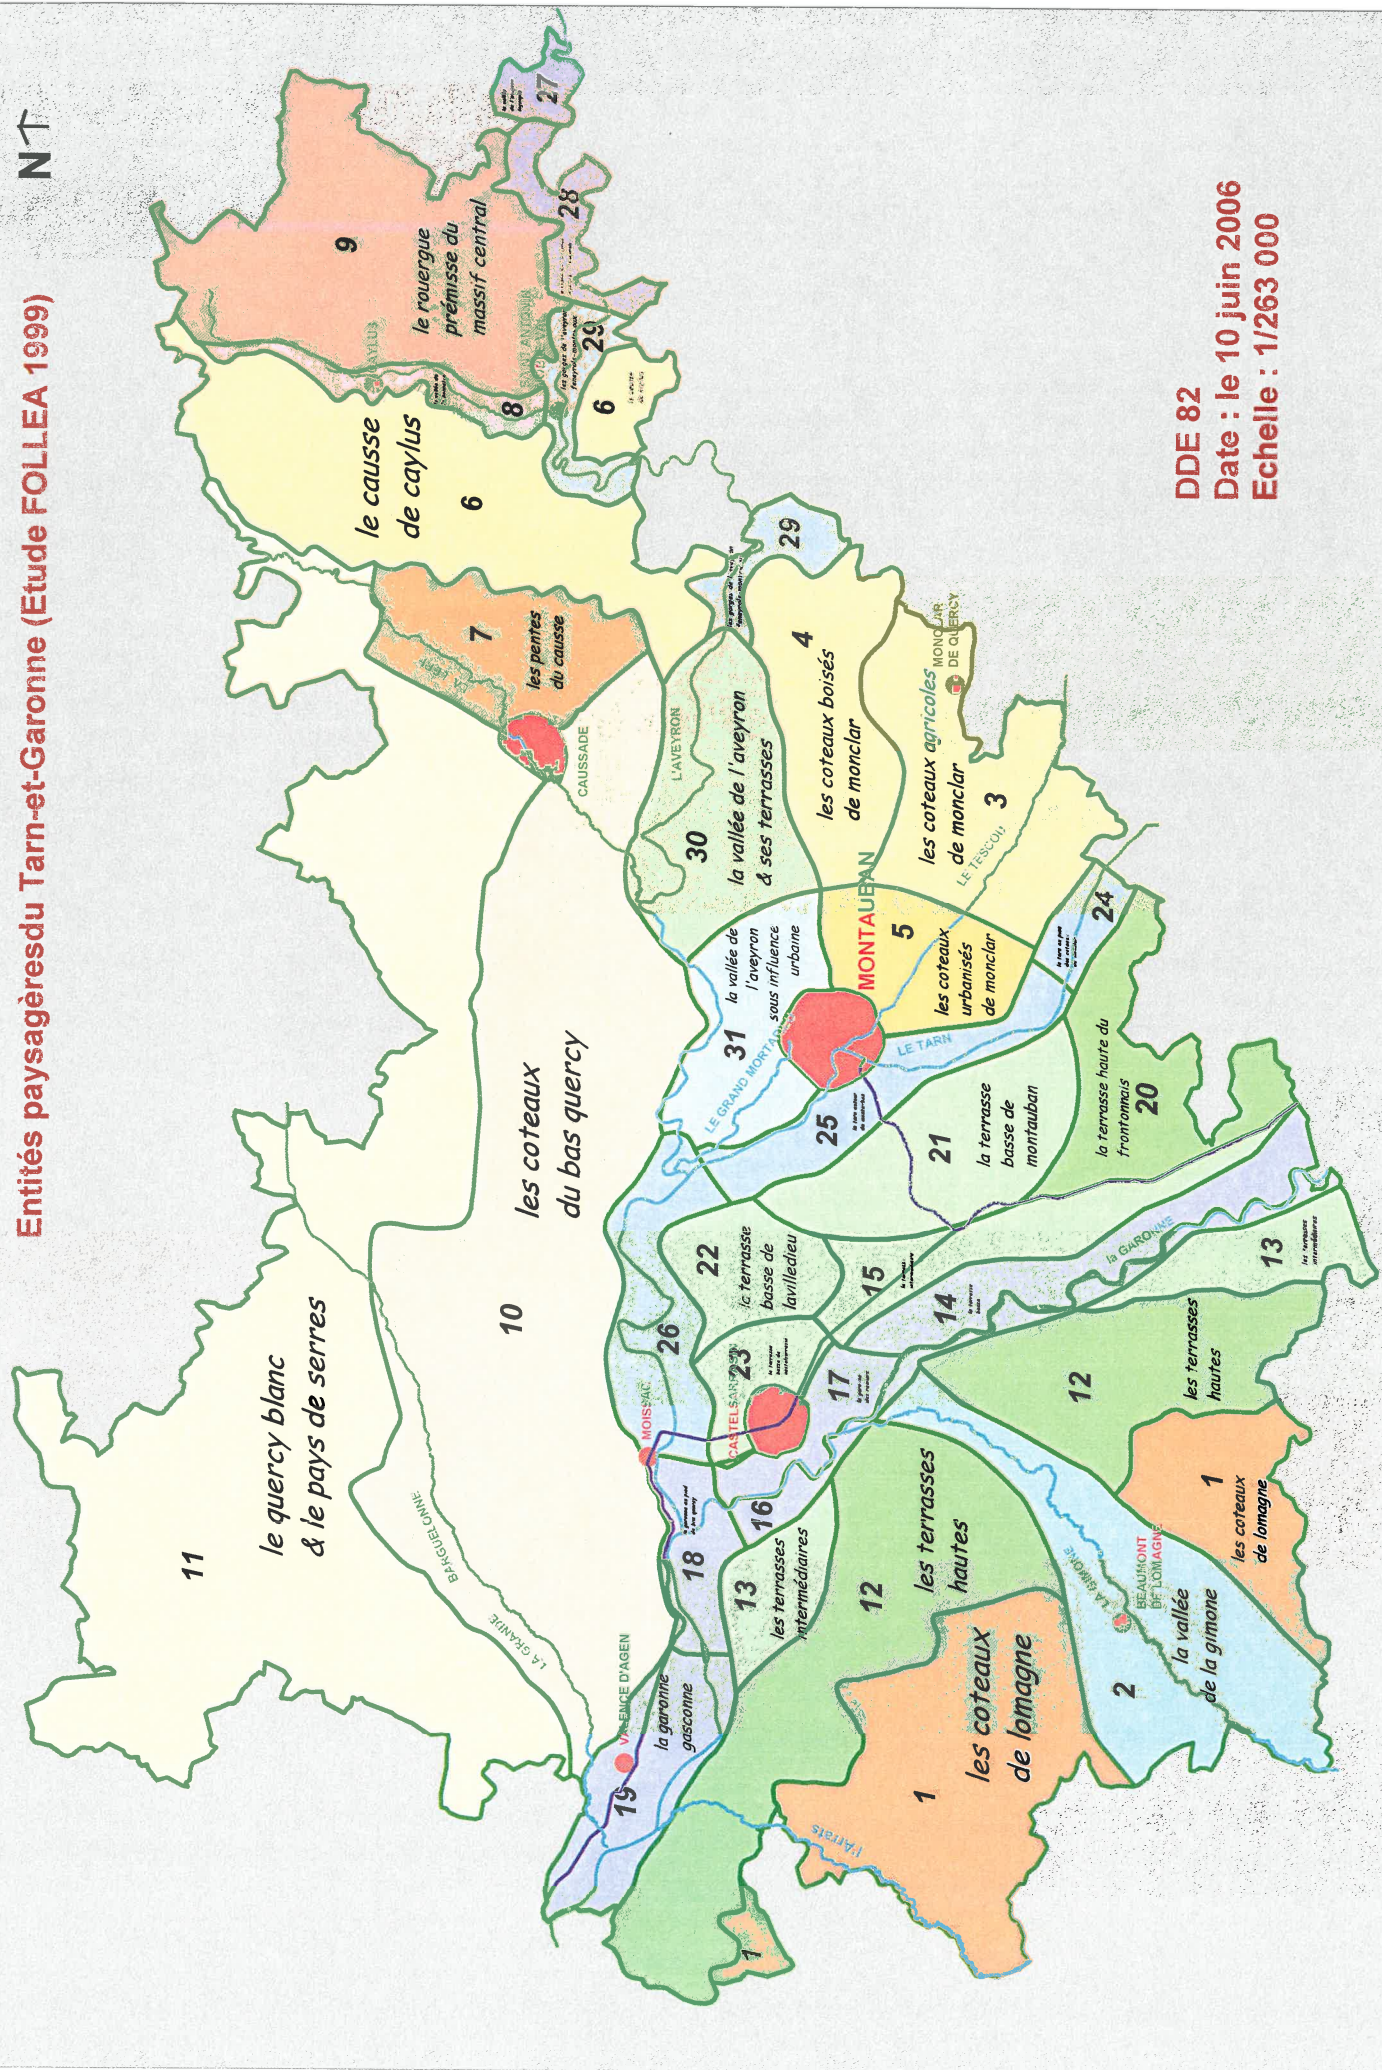 Entités paysagèresdu Tarn-et-Garonne (Etude FOLLEA 1999)
N
11
le quercy blanc
& le pays de serres
LA GRANDE
BARGUELONNE
10
les coteaux
du bas quercy
9
le rouergue
prémisse du
massif central
27
28
29
les gorges de l'aveyron
8
6
le causse
de caylus
6
7
les pentes
du causse
CAUSSADE
29
4
les coteaux boisés
de monclar
L'AVEYRON
30
la vallée de l'aveyron
& ses terrasses
MONCLAR
DE QUERCY
les coteaux agricoles
de monclar
3
LE TESCOU
MONTAUBAN
5
les coteaux
urbanisés
de monclar
24
31
la vallée de
l'aveyron
sous influence
urbaine
LE GRAND MORTA
LE TARN
25
21
la terrasse
basse de
montauban
la terrasse haute du
frontonnais
20
22
la terrasse
basse de
lavilledieu
15
14
la GARONNE
13
les terrasses
intermédiaires
26
MOISSAC
CASTELSARRASIN
23
17
12
les terrasses
hautes
16
18
13
les terrasses
intermédiaires
12
les terrasses
hautes
1
les coteaux
de lomagne
LA GIMONE
BEAUMONT
DE LOMAGNE
la vallée
de la gimone
2
VALENCE D'AGEN
la garonne
gasconne
19
1
les coteaux
de lomagne
l'Arrats
1
DDE 82
Date : le 10 juin 2006
Echelle : 1/263 000